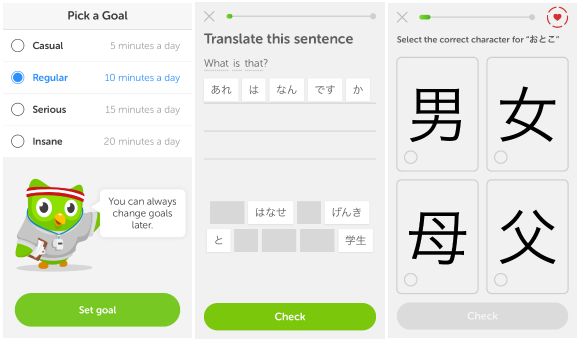 Pick a Goal
Casual 5 minutes a day
Regular 10 minutes a day
Serious 15 minutes a day
Insane 20 minutes a day
You can always
change goals
later.
Set goal
Translate this sentence
What is that?
あれ は なん です か
はなせ げんき
と 学生
Check
Select the correct character for "おとこ"
男 女
母 父
Check